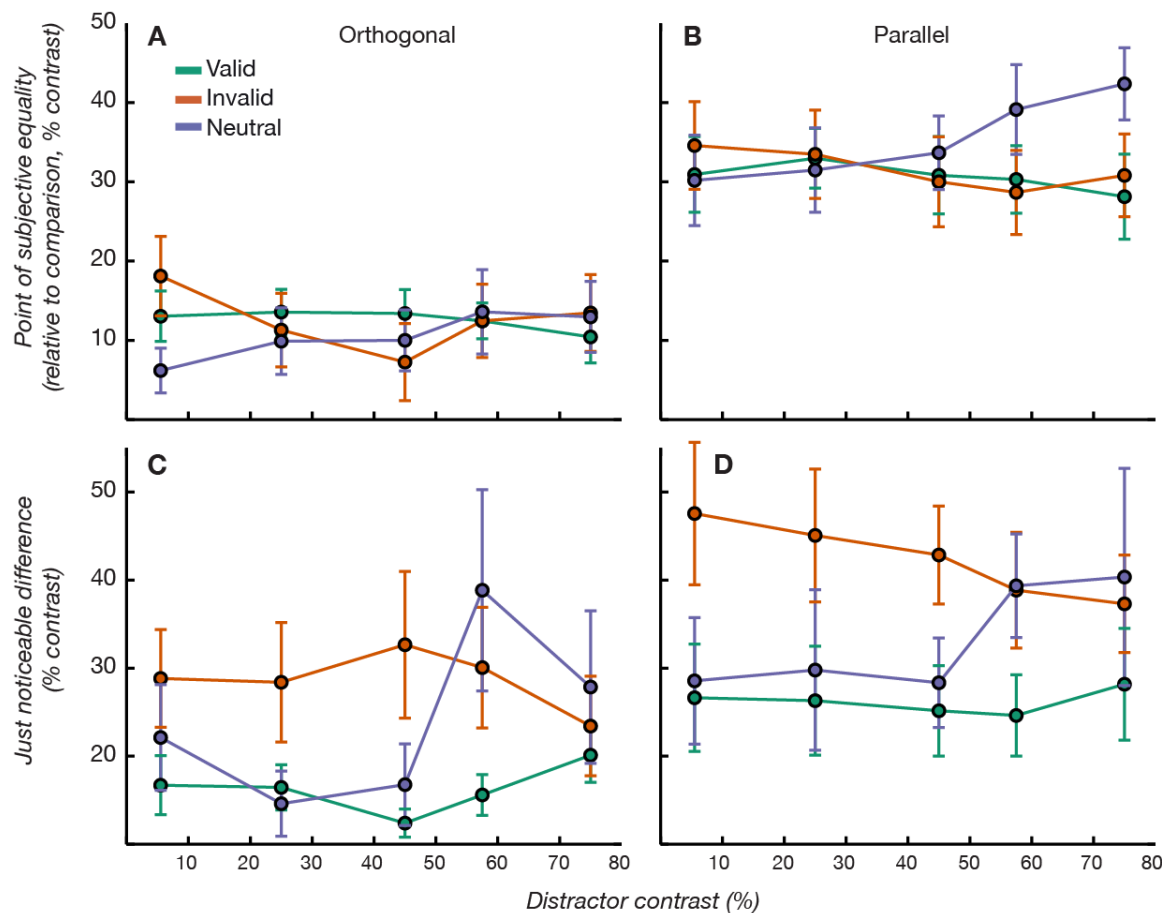 A
Orthogonal
Valid
Invalid
Neutral
Point of subjective equality
(relative to comparison, % contrast)
50
40
30
20
10
B
Parallel
C
Just noticeable difference
(% contrast)
50
40
30
20
10 20 30 40 50 60 70 80
D
10 20 30 40 50 60 70 80
Distractor contrast (%)